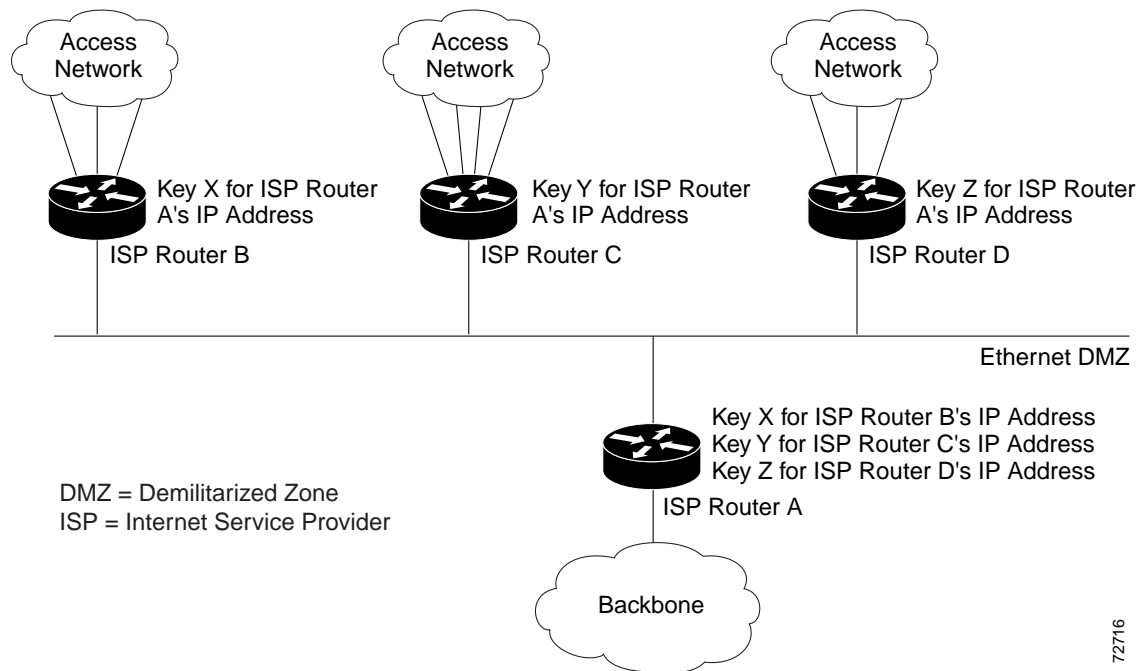 Access
Network
Access
Network
Access
Network
Key X for ISP Router
A's IP Address
ISP Router B
Key Y for ISP Router
A's IP Address
ISP Router C
Key Z for ISP Router
A's IP Address
ISP Router D
Ethernet DMZ
Key X for ISP Router B's IP Address
Key Y for ISP Router C's IP Address
Key Z for ISP Router D's IP Address
ISP Router A
DMZ = Demilitarized Zone
ISP = Internet Service Provider
Backbone
72716